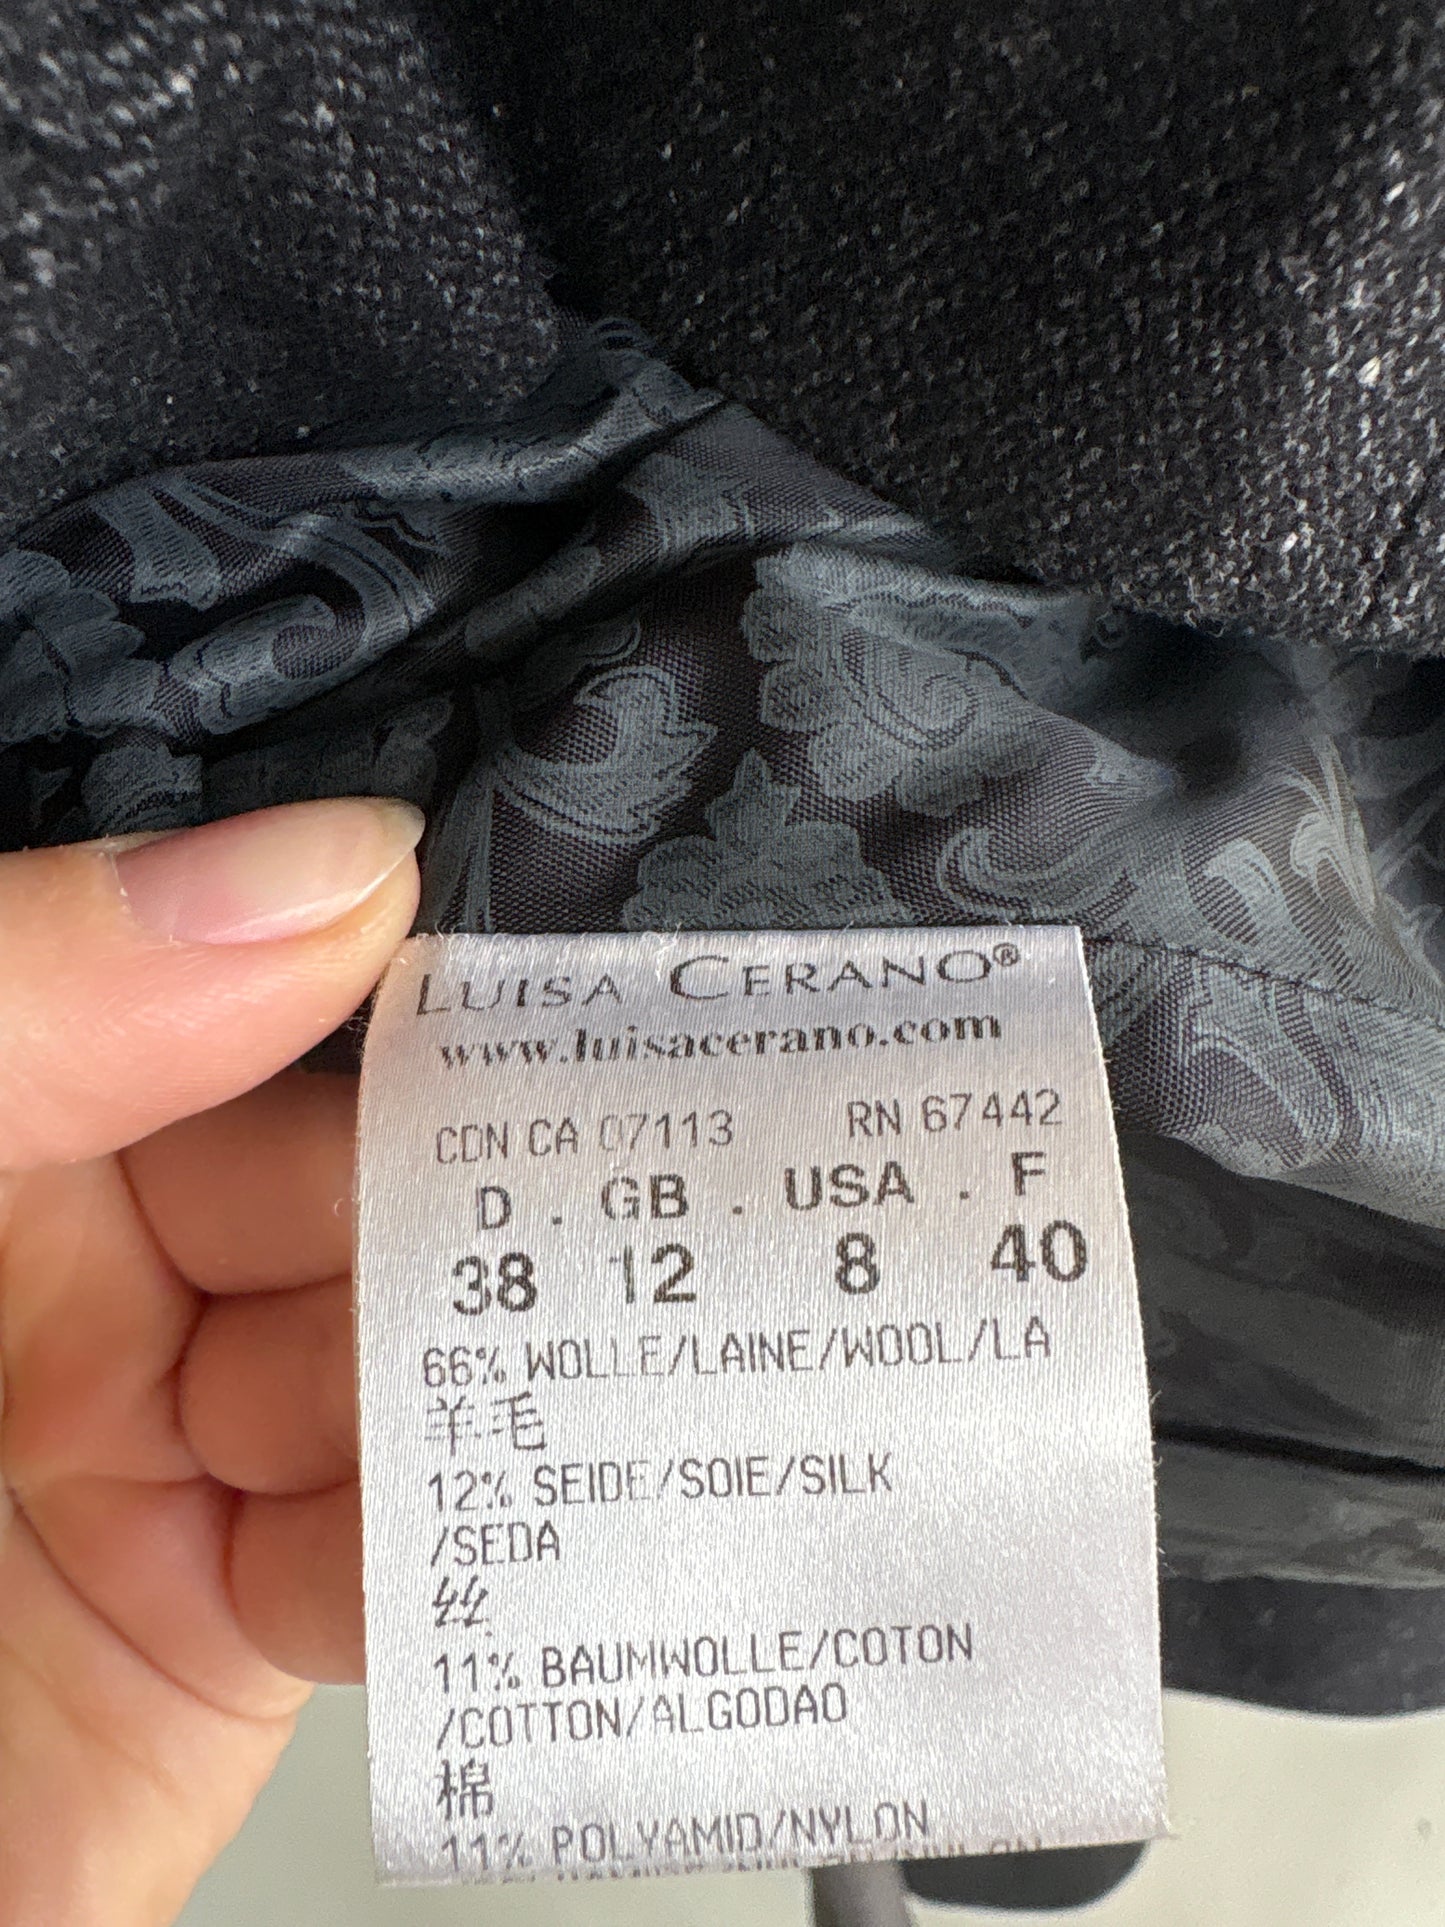 LUISA CERANO®
www.luisacerano.com
CDN CA 07113 RN 67442
D . GB . USA . F
38 12 8 40
66% WOLLE/LAINE/WOOL/LA
羊毛
12% SEIDE/SOIE/SILK
/SEDA
丝
11% BAUMWOLLE/COTON
/COTTON/ALGODAO
棉
11% POLYAMID/NYLON